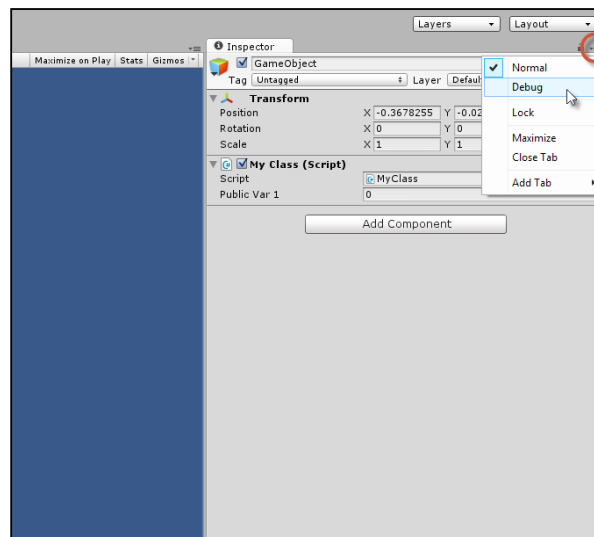 Layers Layout
Inspector
Maximize on Play Stats Gizmos
GameObject
Tag Untagged Layer Defaul
Normal
Debug
Lock
Maximize
Close Tab
Add Tab
Transform
Position X -0.3678255 Y -0.02
Rotation X 0 Y 0
Scale X 1 Y 1
My Class (Script)
Script MyClass
Public Var 1 0
Add Component